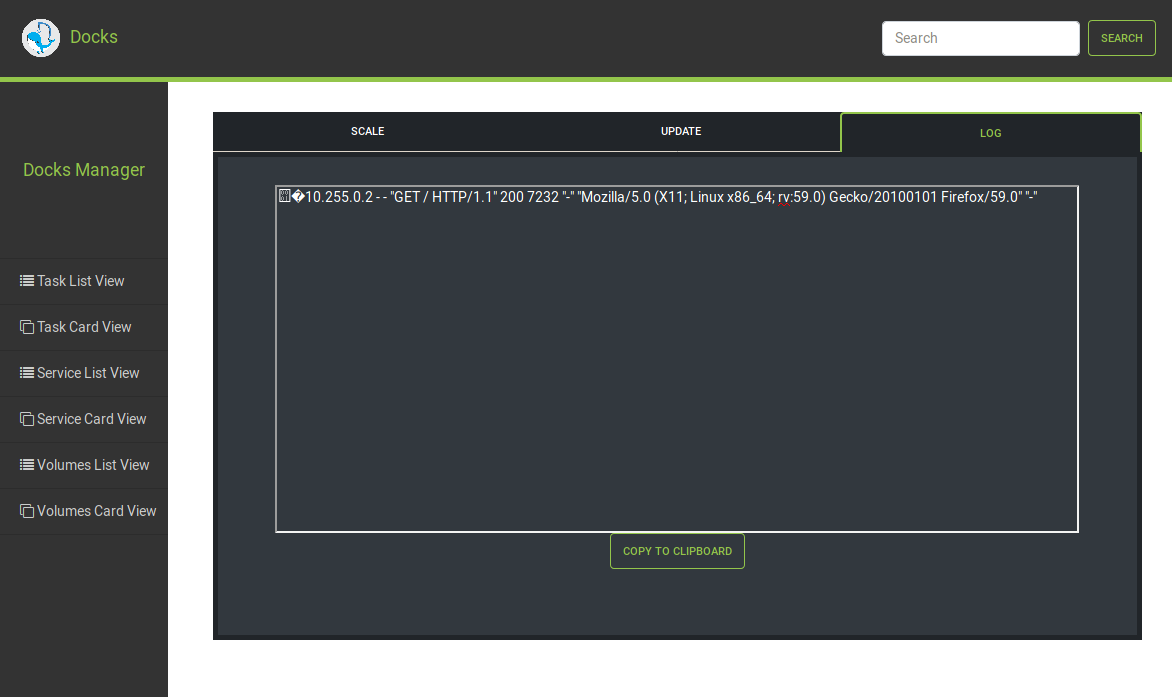 Docks
Search
SEARCH
Docks Manager
Task List View
Task Card View
Service List View
Service Card View
Volumes List View
Volumes Card View
SCALE
UPDATE
LOG
�10.255.0.2 - - "GET / HTTP/1.1" 200 7232 "-" "Mozilla/5.0 (X11; Linux x86_64; rv:59.0) Gecko/20100101 Firefox/59.0" "-"
COPY TO CLIPBOARD